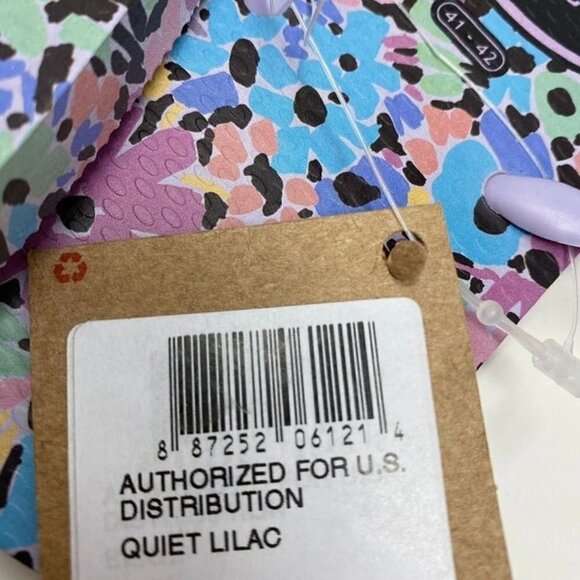 41-42
8 87252 06121 4
AUTHORIZED FOR U.S.
DISTRIBUTION
QUIET LILAC